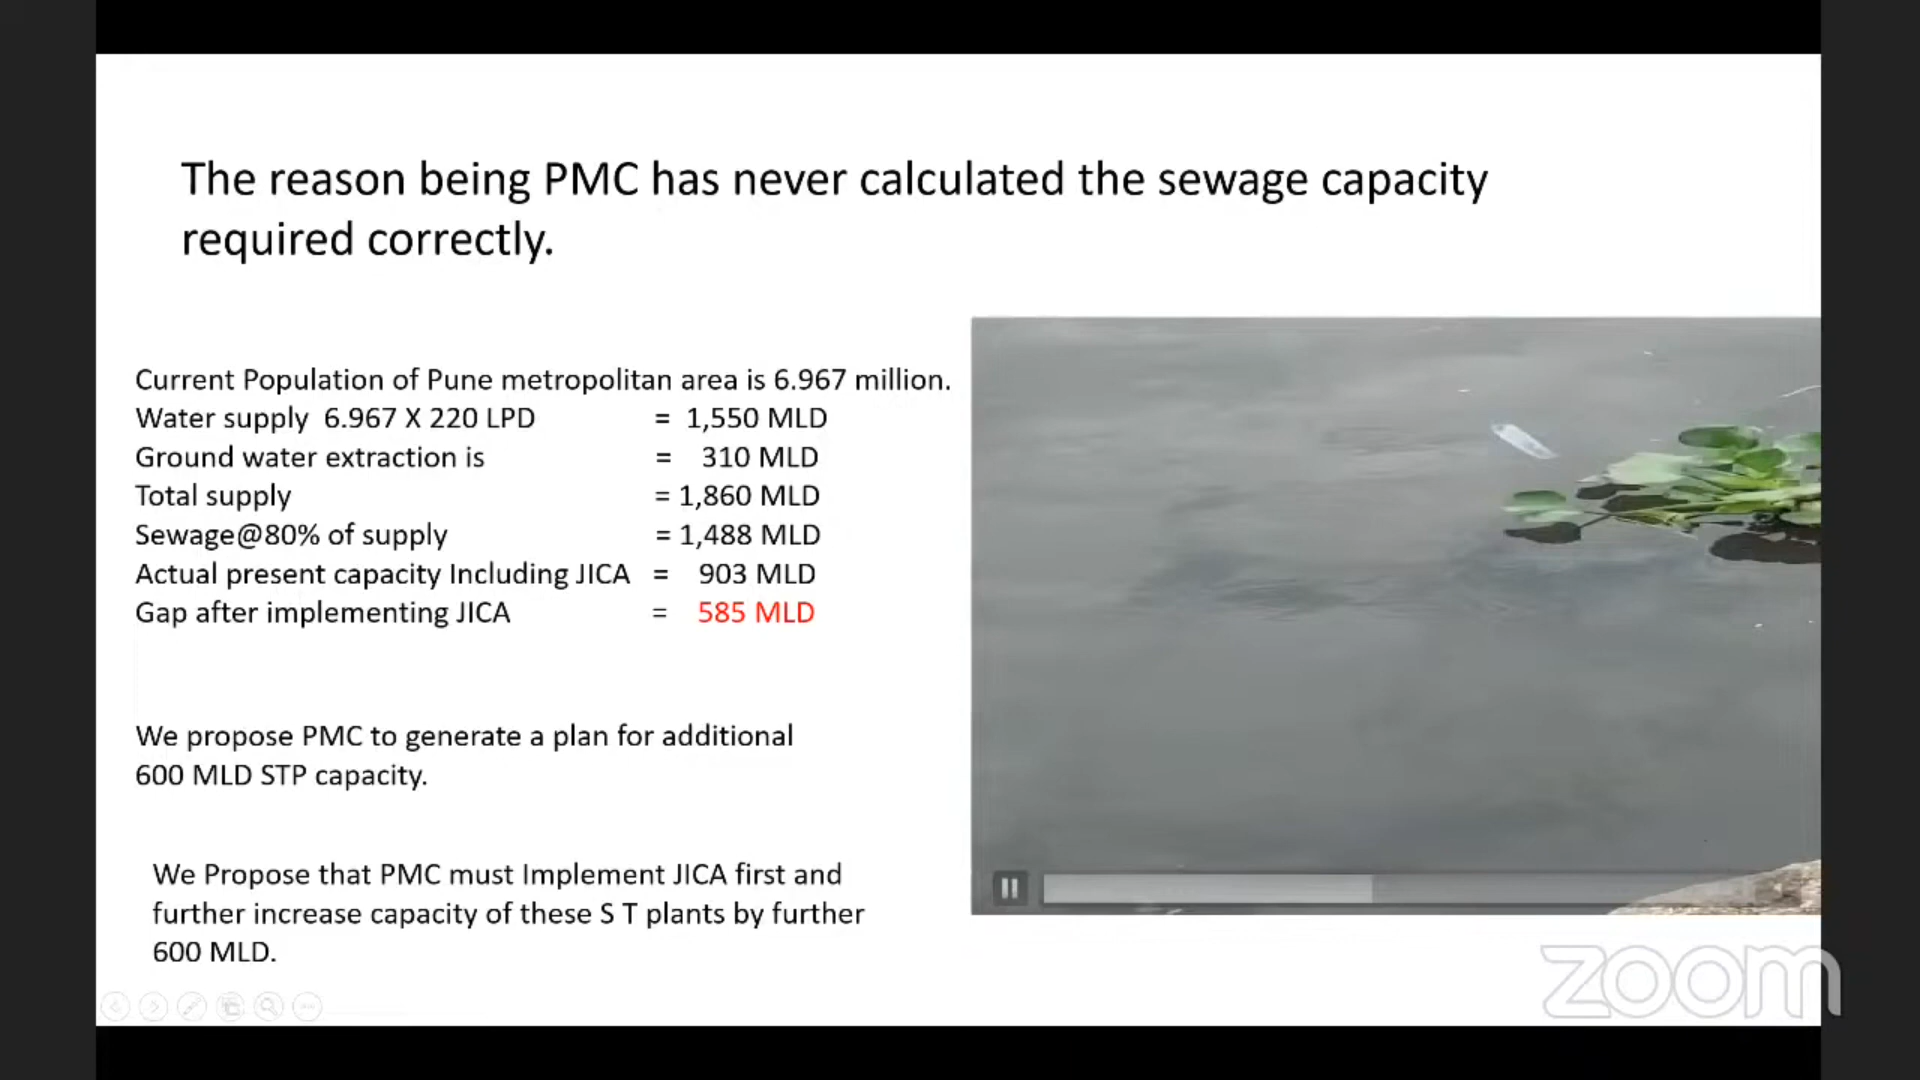 The reason being PMC has never calculated the sewage capacity
required correctly.
Current Population of Pune metropolitan area is 6.967 million.
Water supply 6.967 X 220 LPD = 1,550 MLD
Ground water extraction is = 310 MLD
Total supply = 1,860 MLD
Sewage@80% of supply = 1,488 MLD
Actual present capacity Including JICA = 903 MLD
Gap after implementing JICA = 585 MLD
We propose PMC to generate a plan for additional
600 MLD STP capacity.
We Propose that PMC must Implement JICA first and
further increase capacity of these S T plants by further
600 MLD.
zoom